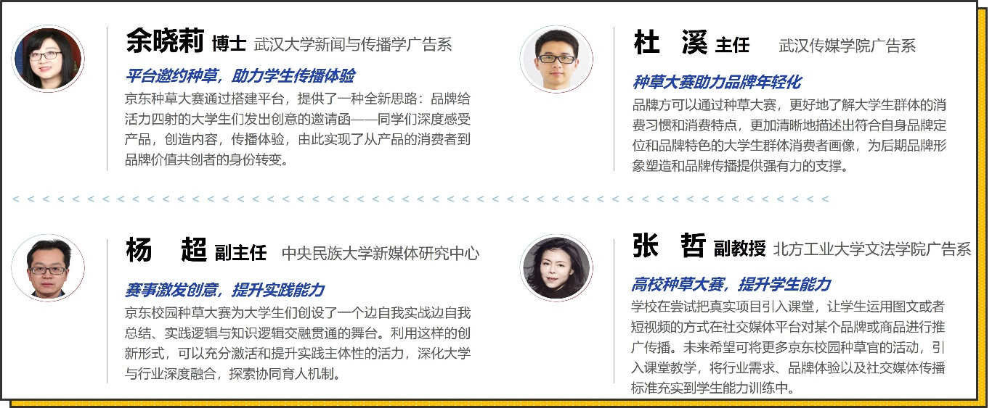 余晓莉 博士 武汉大学新闻与传播学广告系
平台邀约种草，助力学生传播体验
京东种草大赛通过搭建平台，提供了一种全新思路：品牌给
活力四射的大学生们发出创意的邀请函——同学们深度感受
产品，创造内容，传播体验，由此实现了从产品的消费者到
品牌价值共创者的身份转变。
杜 溪 主任 武汉传媒学院广告系
种草大赛助力品牌年轻化
品牌方可以通过种草大赛，更好地了解大学生群体的消
费习惯和消费特点，更加清晰地描述出符合自身品牌定
位和品牌特色的大学生群体消费者画像，为后期品牌形
象塑造和品牌传播提供强有力的支撑。
杨 超 副主任 中央民族大学新媒体研究中心
赛事激发创意，提升实践能力
京东校园种草大赛为大学生们创设了一个边自我实战边自我
总结、实践逻辑与知识逻辑交融贯通的舞台。利用这样的创
新形式，可以充分激活和提升实践主体性的活力，深化大学
与行业深度融合，探索协同育人机制。
张 哲 副教授 北方工业大学文法学院广告系
高校种草大赛，提升学生能力
学校在尝试把真实项目引入课堂，让学生运用图文或者
短视频的方式在社交媒体平台对某个品牌或商品进行推
广传播。未来希望可将更多京东校园种草官的活动，引
入课堂教学，将行业需求、品牌体验以及社交媒体传播
标准充实到学生能力训练中。